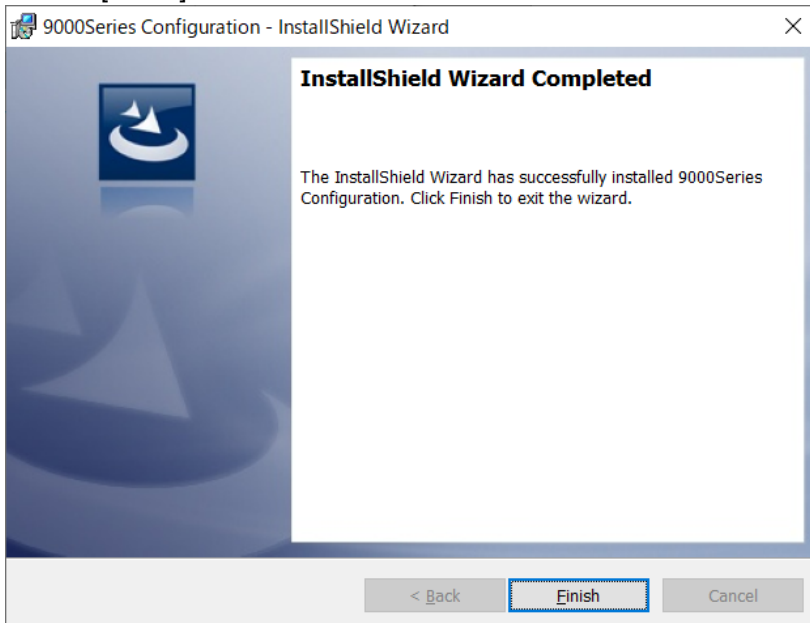 9000Series Configuration - InstallShield Wizard
InstallShield Wizard Completed
The InstallShield Wizard has successfully installed 9000Series
Configuration. Click Finish to exit the wizard.
< Back
Finish
Cancel